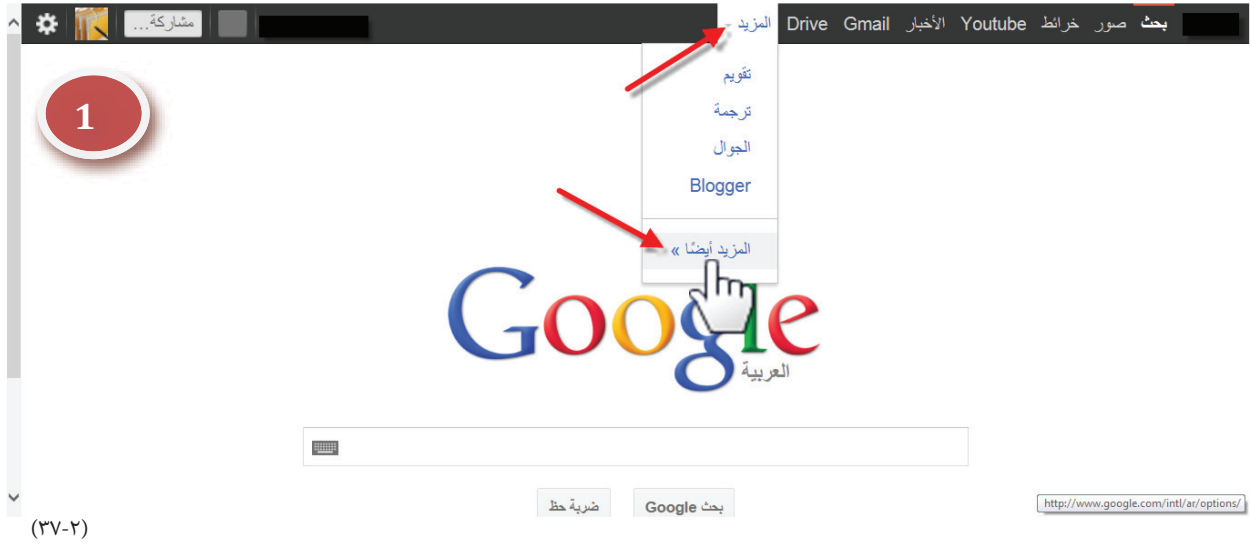 بحث صور خرائط Youtube الأخبار Gmail Drive المزيد
مشاركة...
1
تقويم
ترجمة
الجوال
Blogger
المزيد أيضًا »
Google
العربية
بحث Google ضربة حظ
http://www.google.com/intl/ar/options/
(٢-٣٧)